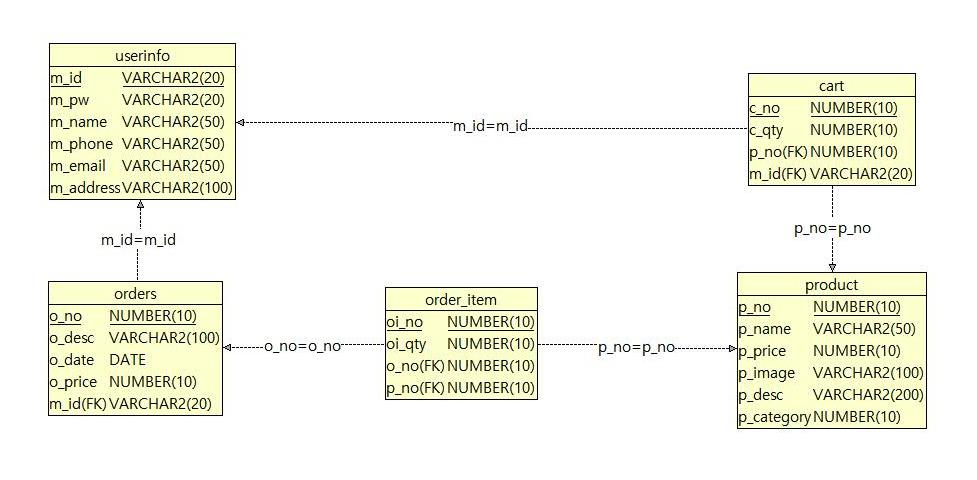 userinfo
m_id VARCHAR2(20)
m_pw VARCHAR2(20)
m_name VARCHAR2(50)
m_phone VARCHAR2(50)
m_email VARCHAR2(50)
m_address VARCHAR2(100)
cart
c_no NUMBER(10)
c_qty NUMBER(10)
p_no(FK) NUMBER(10)
m_id(FK) VARCHAR2(20)
m_id=m_id
m_id=m_id
p_no=p_no
orders
o_no NUMBER(10)
o_desc VARCHAR2(100)
o_date DATE
o_price NUMBER(10)
m_id(FK) VARCHAR2(20)
o_no=o_no
order_item
oi_no NUMBER(10)
oi_qty NUMBER(10)
o_no(FK) NUMBER(10)
p_no(FK) NUMBER(10)
p_no=p_no
product
p_no NUMBER(10)
p_name VARCHAR2(50)
p_price NUMBER(10)
p_image VARCHAR2(100)
p_desc VARCHAR2(200)
p_category NUMBER(10)